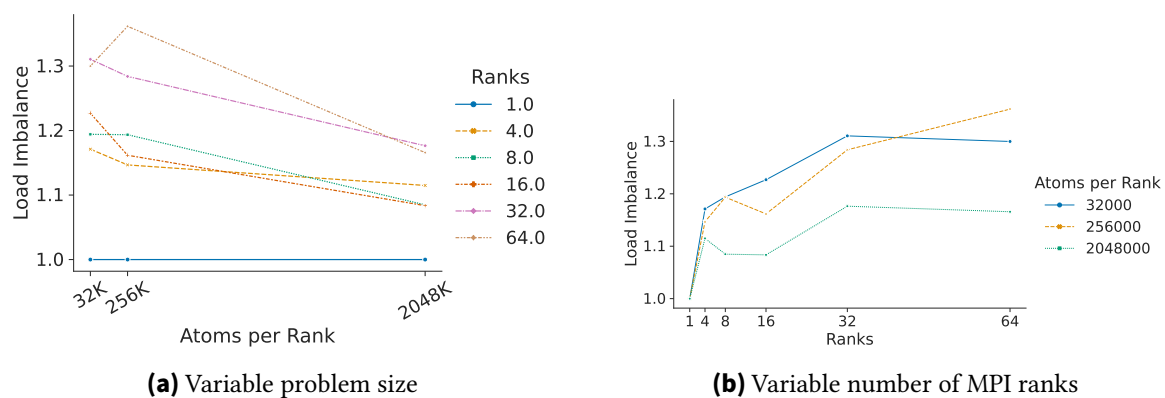 Load Imbalance
1.3
1.2
1.1
1.0
32K
256K
2048K
Atoms per Rank
Ranks
1.0
4.0
8.0
16.0
32.0
64.0
(a) Variable problem size
Load Imbalance
1.3
1.2
1.1
1.0
1 4 8 16 32 64
Ranks
Atoms per Rank
32000
256000
2048000
(b) Variable number of MPI ranks